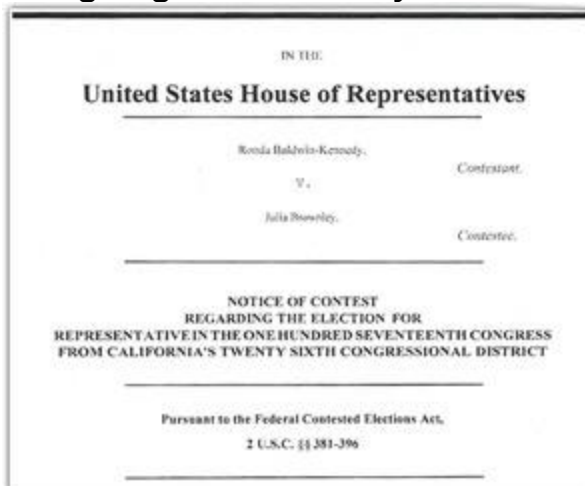 IN THE
United States House of Representatives
Ronda Baldwin-Kennedy,
Contestant,
v.
Julia Brownley,
Contestee.
NOTICE OF CONTEST
REGARDING THE ELECTION FOR
REPRESENTATIVE IN THE ONE HUNDRED SEVENTEENTH CONGRESS
FROM CALIFORNIA'S TWENTY SIXTH CONGRESSIONAL DISTRICT
Pursuant to the Federal Contested Elections Act,
2 U.S.C. §§ 381-396